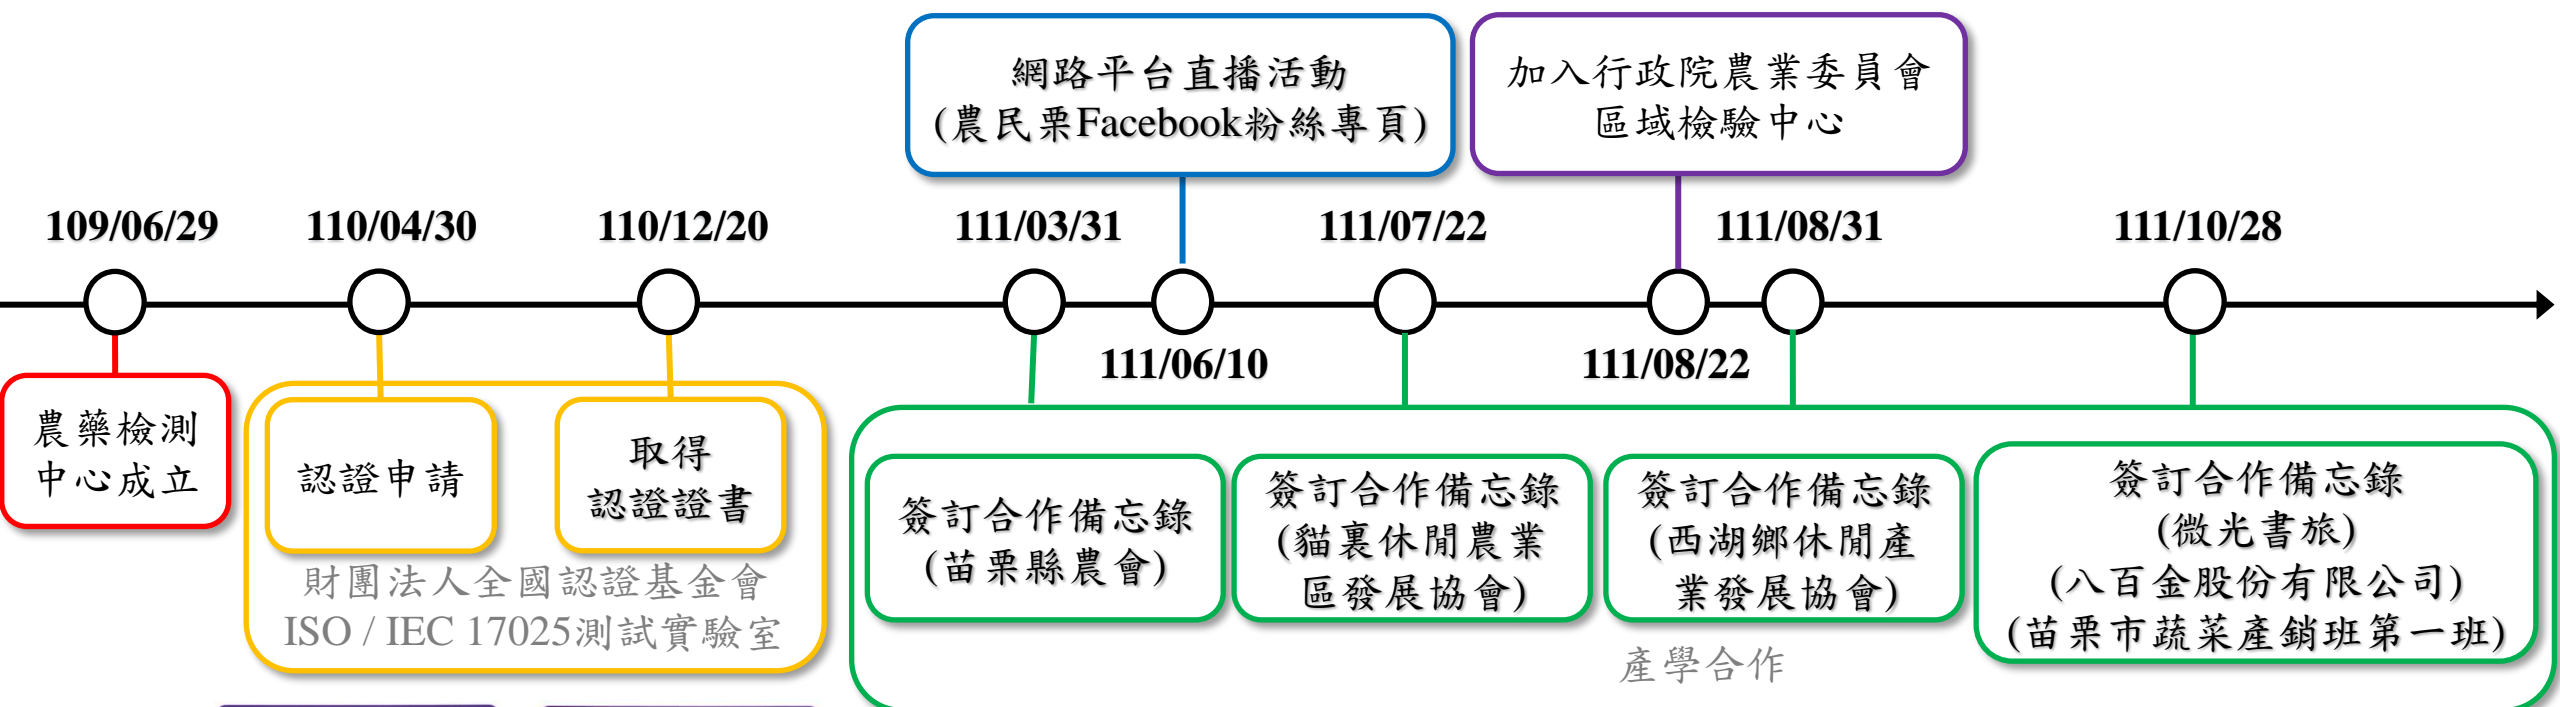 網路平台直播活動
(農民栗Facebook粉絲專頁)
加入行政院農業委員會
區域檢驗中心
109/06/29
110/04/30
110/12/20
111/03/31
111/07/22
111/08/31
111/10/28
111/06/10
111/08/22
農藥檢測
中心成立
認證申請
取得
認證證書
財團法人全國認證基金會
ISO / IEC 17025測試實驗室
簽訂合作備忘錄
(苗栗縣農會)
簽訂合作備忘錄
(貓裏休閒農業
區發展協會)
簽訂合作備忘錄
(西湖鄉休閒產
業發展協會)
簽訂合作備忘錄
(微光書旅)
(八百金股份有限公司)
(苗栗市蔬菜產銷班第一班)
產學合作